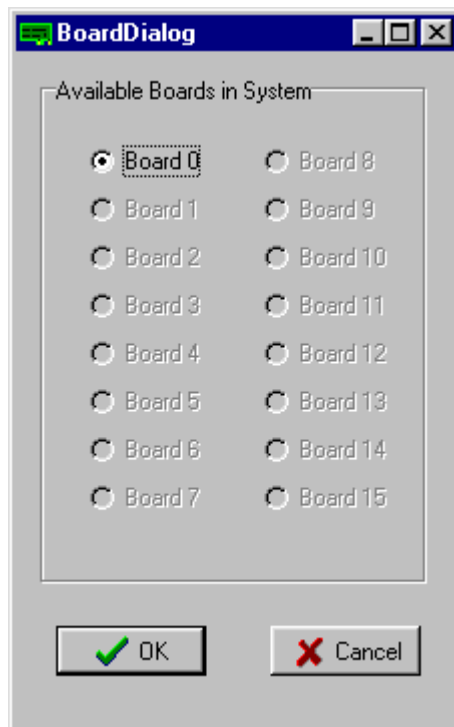 BoardDialog
Available Boards in System
Board 0
Board 1
Board 2
Board 3
Board 4
Board 5
Board 6
Board 7
Board 8
Board 9
Board 10
Board 11
Board 12
Board 13
Board 14
Board 15
OK
Cancel